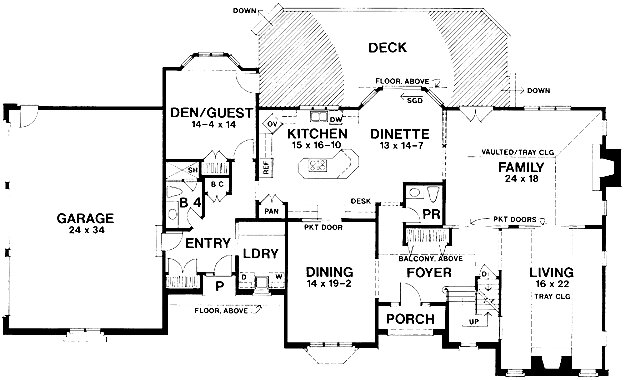 DOWN
DECK
FLOOR, ABOVE
SGD
DOWN
DEN/GUEST
14-4 x 14
OV
DW
KITCHEN
15 x 16-10
DINETTE
13 x 14-7
VAULTED/TRAY CLG
FAMILY
24 x 18
REF
SH
B 4
B C
PAN
DESK
PR
PKT DOORS
GARAGE
24 x 34
ENTRY
LDRY
PKT DOOR
BALCONY, ABOVE
DINING
14 x 19-2
FOYER
D
LIVING
16 x 22
TRAY CLG
D
W
P
FLOOR, ABOVE
PORCH
UP